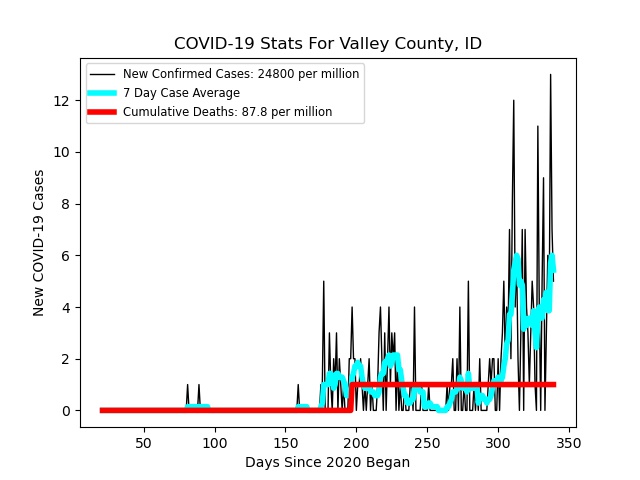 COVID-19 Stats For Valley County, ID
New Confirmed Cases: 24800 per million
7 Day Case Average
Cumulative Deaths: 87.8 per million
New COVID-19 Cases
12
10
8
6
4
2
0
50 100 150 200 250 300 350
Days Since 2020 Began